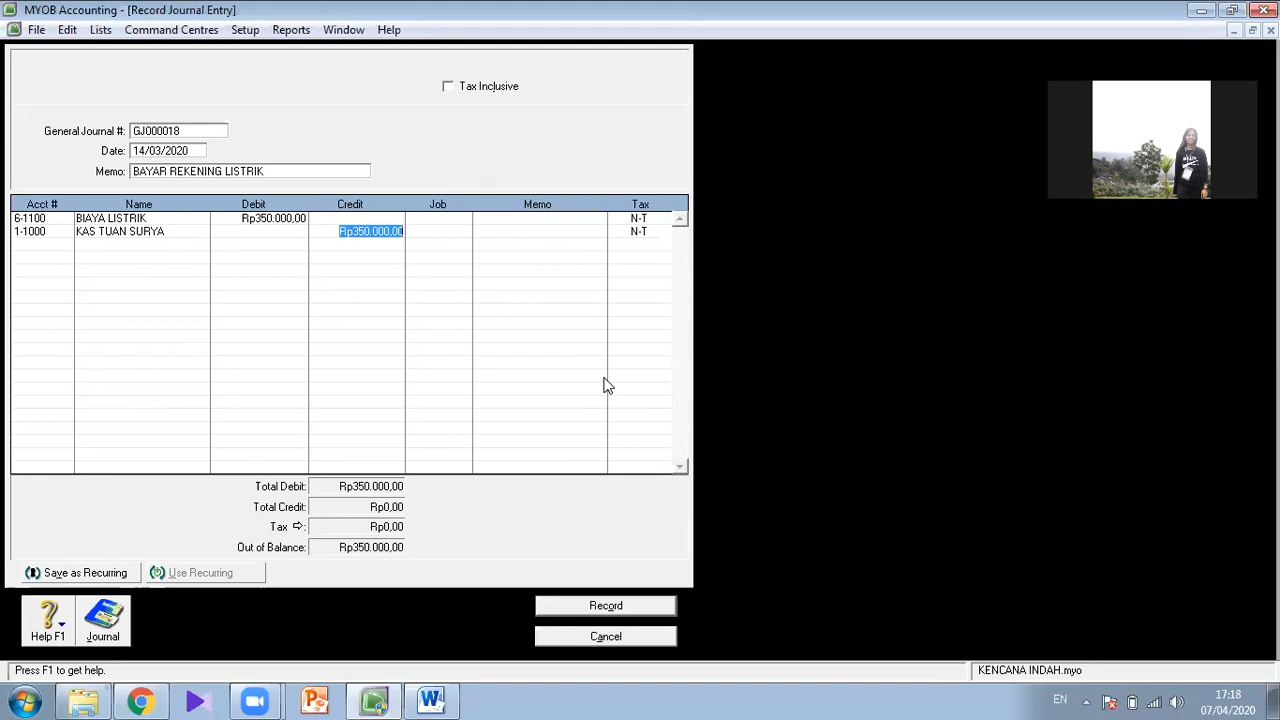 MYOB Accounting - [Record Journal Entry]
File Edit Lists Command Centres Setup Reports Window Help
Tax Inclusive
General Journal #: GJ000018
Date: 14/03/2020
Memo: BAYAR REKENING LISTRIK
Acct # Name Debit Credit Job Memo Tax
6-1100 BIAYA LISTRIK Rp350.000,00 N-T
1-1000 KAS TUAN SURYA Rp350.000,00 N-T
Total Debit: Rp350.000,00
Total Credit: Rp0,00
Tax ⇨: Rp0,00
Out of Balance: Rp350.000,00
Save as Recurring Use Recurring
Help F1 Journal
Record
Cancel
Press F1 to get help. KENCANA INDAH.myo
EN 17:18
07/04/2020